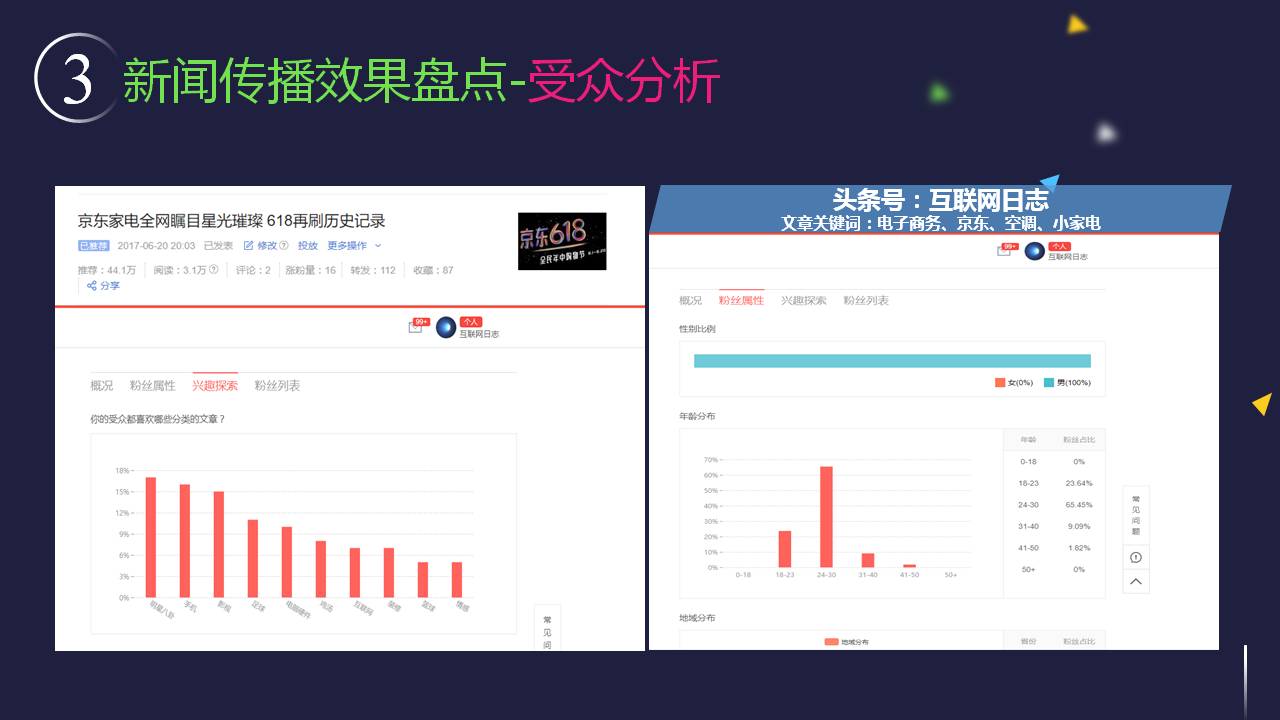 3
新闻传播效果盘点-受众分析
京东家电全网瞩目星光璀璨 618再刷历史记录
已推荐 2017-06-20 20:03 已发表 修改 投放 更多操作
推荐：44.1万 阅读：3.1万 评论：2 涨粉量：16 转发：112 收藏：87
分享
京东618
全民年中购物节
99+ 个人
互联网日志
概况 粉丝属性 兴趣探索 粉丝列表
你的受众都喜欢哪些分类的文章？
18%
15%
12%
9%
6%
3%
0%
明星八卦 手机 影视 足球 电脑硬件 鸡汤 互联网 装修 篮球 情感
常
见
问
头条号：互联网日志
文章关键词：电子商务、京东、空调、小家电
99+ 个人
互联网日志
概况 粉丝属性 兴趣探索 粉丝列表
性别比例
女(0%) 男(100%)
年龄分布
70%
60%
50%
40%
30%
20%
10%
0%
0-18 18-23 24-30 31-40 41-50 50+
年龄 粉丝占比
0-18 0%
18-23 23.64%
24-30 65.45%
31-40 9.09%
41-50 1.82%
50+ 0%
常
见
问
题
地域分布
地域分布
省份 粉丝占比